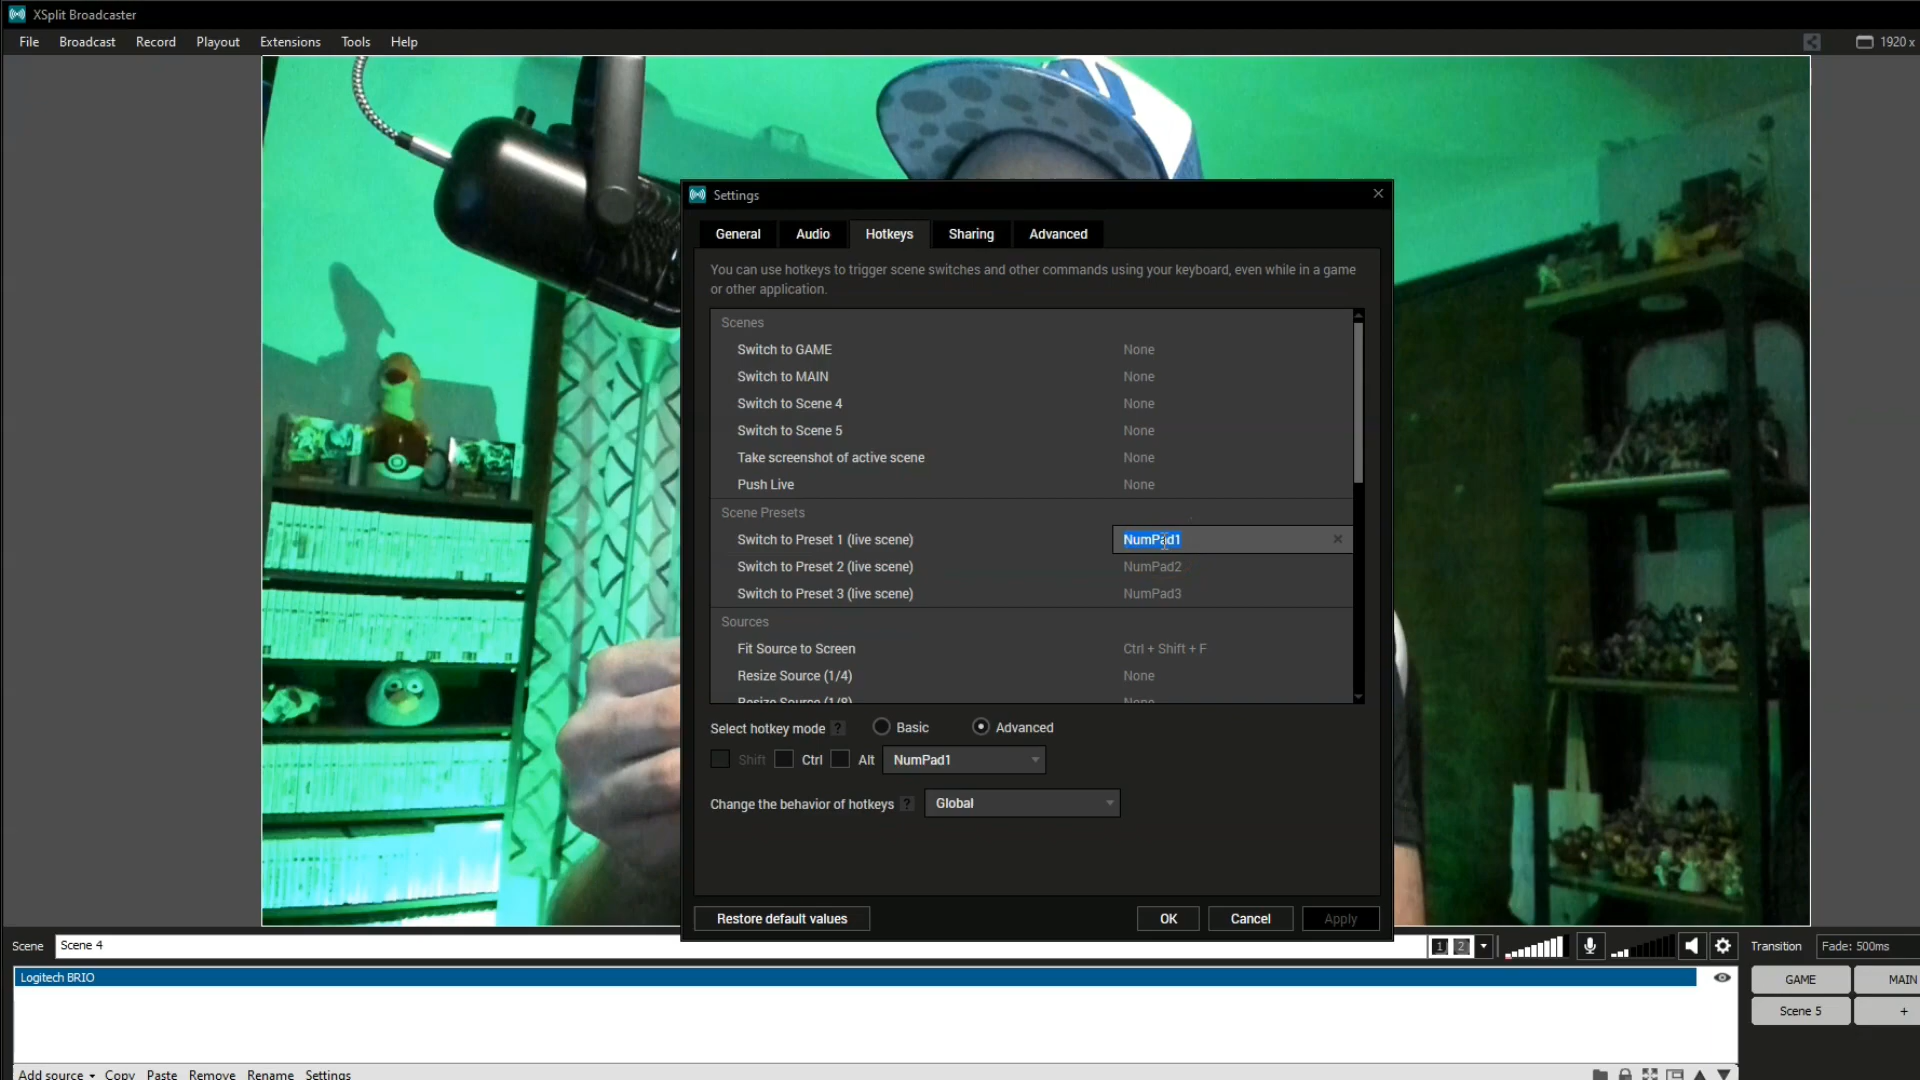 XSplit Broadcaster
File Broadcast Record Playout Extensions Tools Help 1920 x
Settings
General Audio Hotkeys Sharing Advanced
You can use hotkeys to trigger scene switches and other commands using your keyboard, even while in a game
or other application.
Scenes
Switch to GAME None
Switch to MAIN None
Switch to Scene 4 None
Switch to Scene 5 None
Take screenshot of active scene None
Push Live None
Scene Presets
Switch to Preset 1 (live scene) NumPad1
Switch to Preset 2 (live scene) NumPad2
Switch to Preset 3 (live scene) NumPad3
Sources
Fit Source to Screen Ctrl + Shift + F
Resize Source (1/4) None
Resize Source (1/8) None
Select hotkey mode ? Basic Advanced
Shift Ctrl Alt NumPad1
Change the behavior of hotkeys ? Global
Restore default values OK Cancel Apply
Scene Scene 4 1 2 Transition Fade: 500ms
Logitech BRIO
GAME MAIN
Scene 5 +
Add source Copy Paste Remove Rename Settings